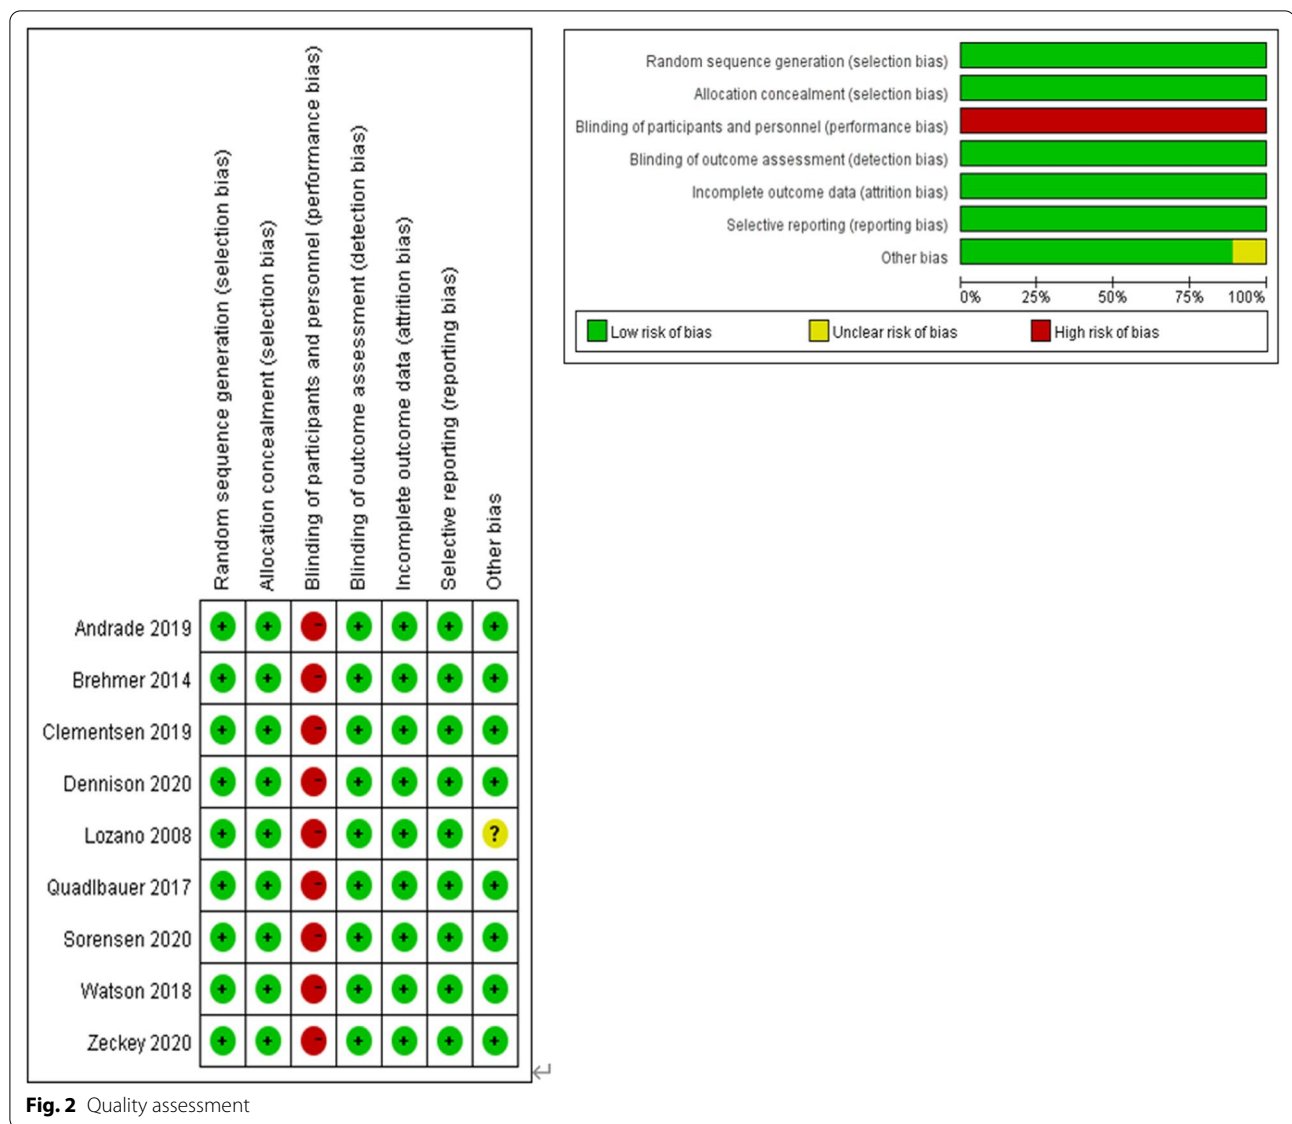 Random sequence generation (selection bias)
Allocation concealment (selection bias)
Blinding of participants and personnel (performance bias)
Blinding of outcome assessment (detection bias)
Incomplete outcome data (attrition bias)
Selective reporting (reporting bias)
Other bias
Andrade 2019 + + - + + + +
Brehmer 2014 + + - + + + +
Clementsen 2019 + + - + + + +
Dennison 2020 + + - + + + +
Lozano 2008 + + - + + + ?
Quadlbauer 2017 + + - + + + +
Sorensen 2020 + + - + + + +
Watson 2018 + + - + + + +
Zeckey 2020 + + - + + + +
↵
Random sequence generation (selection bias)
Allocation concealment (selection bias)
Blinding of participants and personnel (performance bias)
Blinding of outcome assessment (detection bias)
Incomplete outcome data (attrition bias)
Selective reporting (reporting bias)
Other bias
0% 25% 50% 75% 100%
Low risk of bias Unclear risk of bias High risk of bias
Fig. 2 Quality assessment